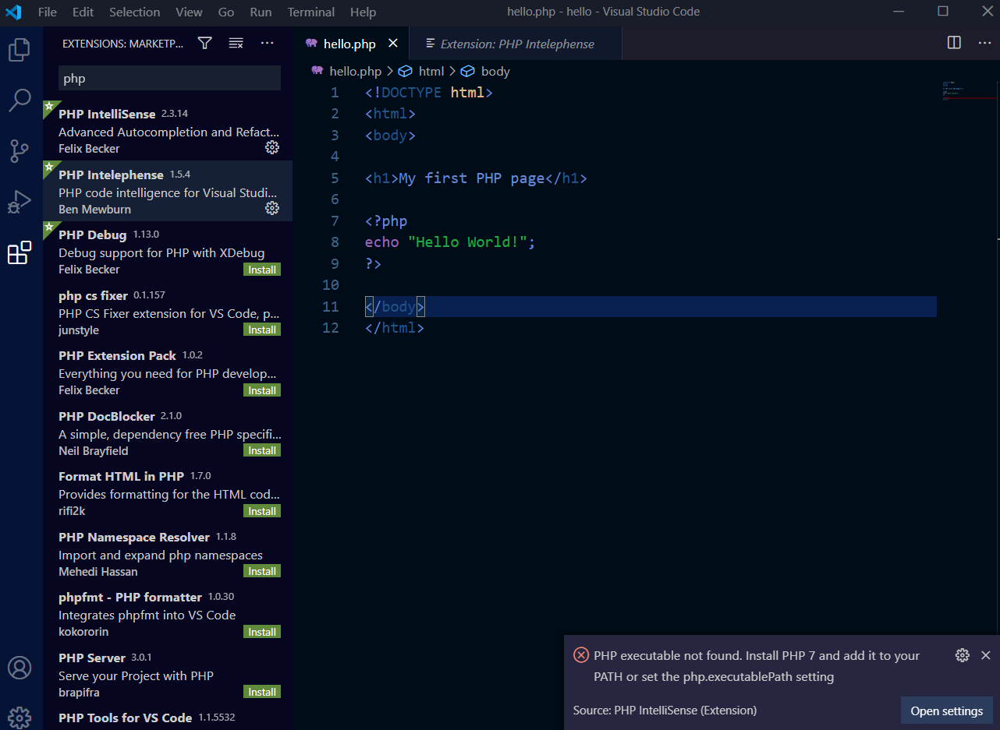 File Edit Selection View Go Run Terminal Help
hello.php - hello - Visual Studio Code
EXTENSIONS: MARKETP...
php
PHP IntelliSense 2.3.14
Advanced Autocompletion and Refact...
Felix Becker
PHP Intelephense 1.5.4
PHP code intelligence for Visual Studi...
Ben Mewburn
PHP Debug 1.13.0
Debug support for PHP with XDebug
Felix Becker
Install
php cs fixer 0.1.157
PHP CS Fixer extension for VS Code, p...
junstyle
Install
PHP Extension Pack 1.0.2
Everything you need for PHP develop...
Felix Becker
Install
PHP DocBlocker 2.1.0
A simple, dependency free PHP specifi...
Neil Brayfield
Install
Format HTML in PHP 1.7.0
Provides formatting for the HTML cod...
rifi2k
Install
PHP Namespace Resolver 1.1.8
Import and expand php namespaces
Mehedi Hassan
Install
phpfmt - PHP formatter 1.0.30
Integrates phpfmt into VS Code
kokororin
Install
PHP Server 3.0.1
Serve your Project with PHP
brapifra
Install
PHP Tools for VS Code 1.1.5532
hello.php
Extension: PHP Intelephense
hello.php > html > body
1 <!DOCTYPE html>
2 <html>
3 <body>
4
5 <h1>My first PHP page</h1>
6
7 <?php
8 echo "Hello World!";
9 ?>
10
11 </body>
12 </html>
PHP executable not found. Install PHP 7 and add it to your
PATH or set the php.executablePath setting
Source: PHP IntelliSense (Extension)
Open settings